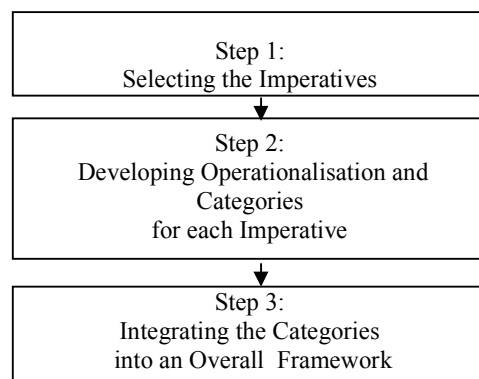 Step 1:
Selecting the Imperatives
Step 2:
Developing Operationalisation and
Categories
for each Imperative
Step 3:
Integrating the Categories
into an Overall Framework